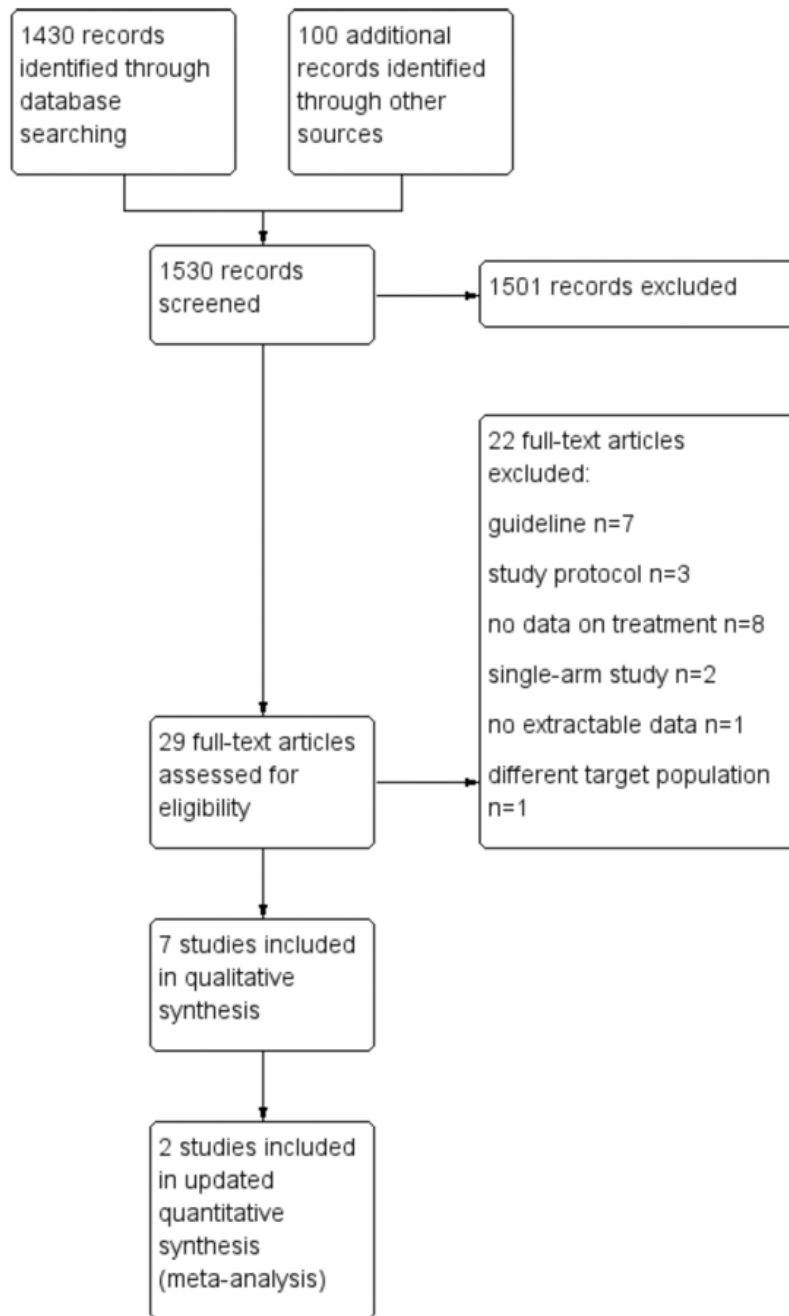 1430 records
identified through
database
searching
100 additional
records identified
through other
sources
1530 records
screened
1501 records excluded
22 full-text articles
excluded:
guideline n=7
study protocol n=3
no data on treatment n=8
single-arm study n=2
no extractable data n=1
different target population
n=1
29 full-text articles
assessed for
eligibility
7 studies included
in qualitative
synthesis
2 studies included
in updated
quantitative
synthesis
(meta-analysis)